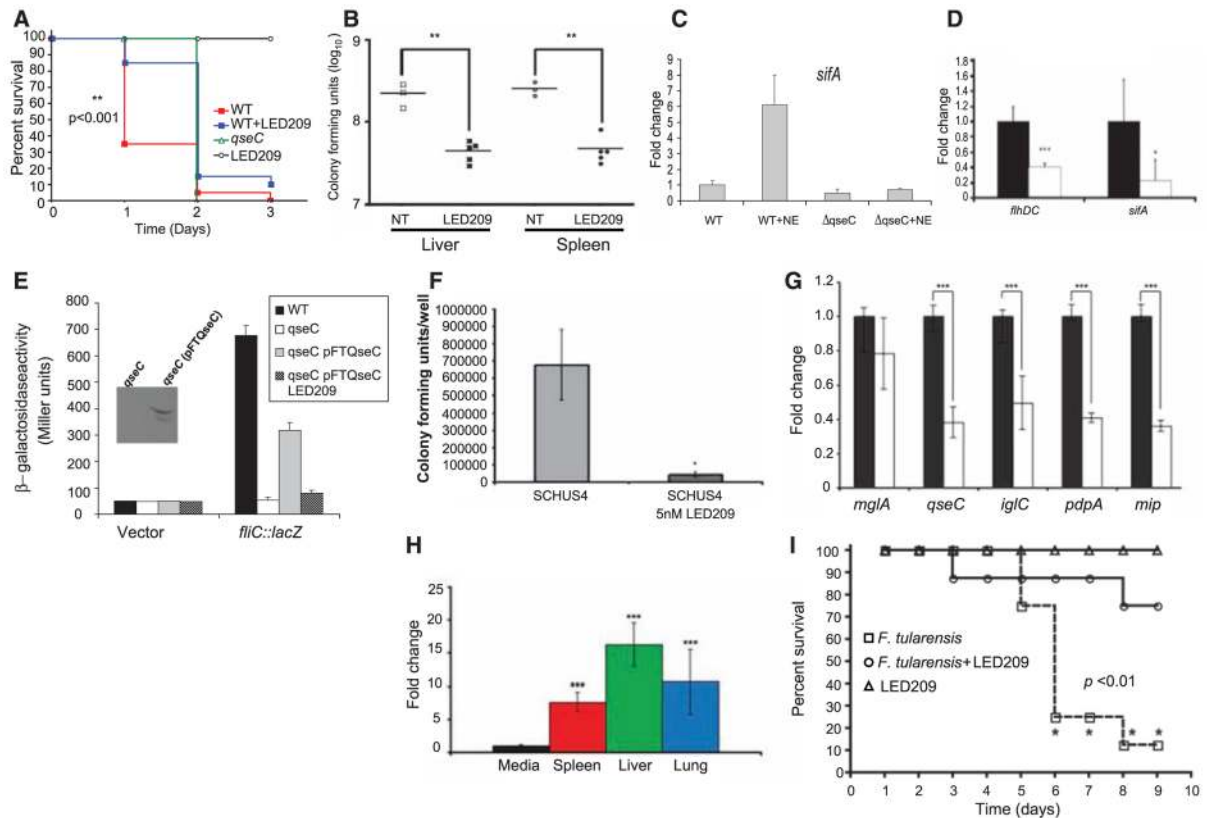 A
Percent survival
100
90
80
70
60
50
40
30
20
10
0
**
p<0.001
WT
WT+LED209
qseC
LED209
0 1 2 3
Time (Days)
B
Colony forming units (log10)
9
8
7
** **
NT LED209 NT LED209
Liver Spleen
C
Fold change
9
8
7
6
5
4
3
2
1
0
sifA
WT WT+NE ΔqseC ΔqseC+NE
D
Fold change
1.8
1.6
1.4
1.2
1.0
0.8
0.6
0.4
0.2
0
***
*
flhDC sifA
E
β–galactosidaseactivity
(Miller units)
800
700
600
500
400
300
200
100
0
qseC
qseC (pFTQseC)
WT
qseC
qseC pFTQseC
qseC pFTQseC
LED209
Vector fliC::lacZ
F
Colony forming units/well
1000000
900000
800000
700000
600000
500000
400000
300000
200000
100000
0
*
SCHUS4 SCHUS4
5nM LED209
G
Fold change
1.2
1.0
0.8
0.6
0.4
0.2
0
*** *** *** ***
mglA qseC iglC pdpA mip
H
Fold change
25
20
15
10
5
0
***
***
***
Media Spleen Liver Lung
I
Percent survival
100
90
80
70
60
50
40
30
20
10
0
F. tularensis
F. tularensis+LED209
LED209
p <0.01
* * * *
0 1 2 3 4 5 6 7 8 9 10
Time (days)